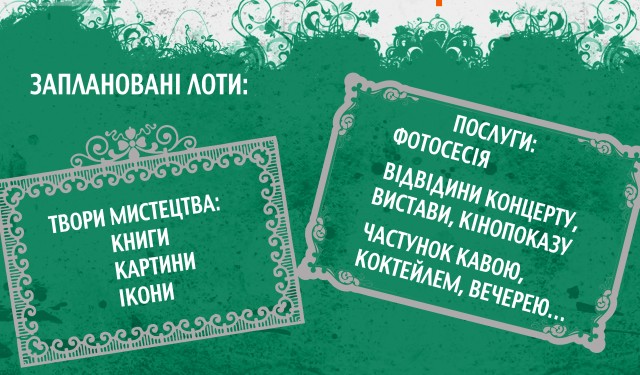 ЗАПЛАНОВАНІ ЛОТИ:
ТВОРИ МИСТЕЦТВА:
КНИГИ
КАРТИНИ
ІКОНИ
ПОСЛУГИ:
ФОТОСЕСІЯ
ВІДВІДИНИ КОНЦЕРТУ,
ВИСТАВИ, КІНОПОКАЗУ
ЧАСТУНОК КАВОЮ,
КОКТЕЙЛЕМ, ВЕЧЕРЕЮ...